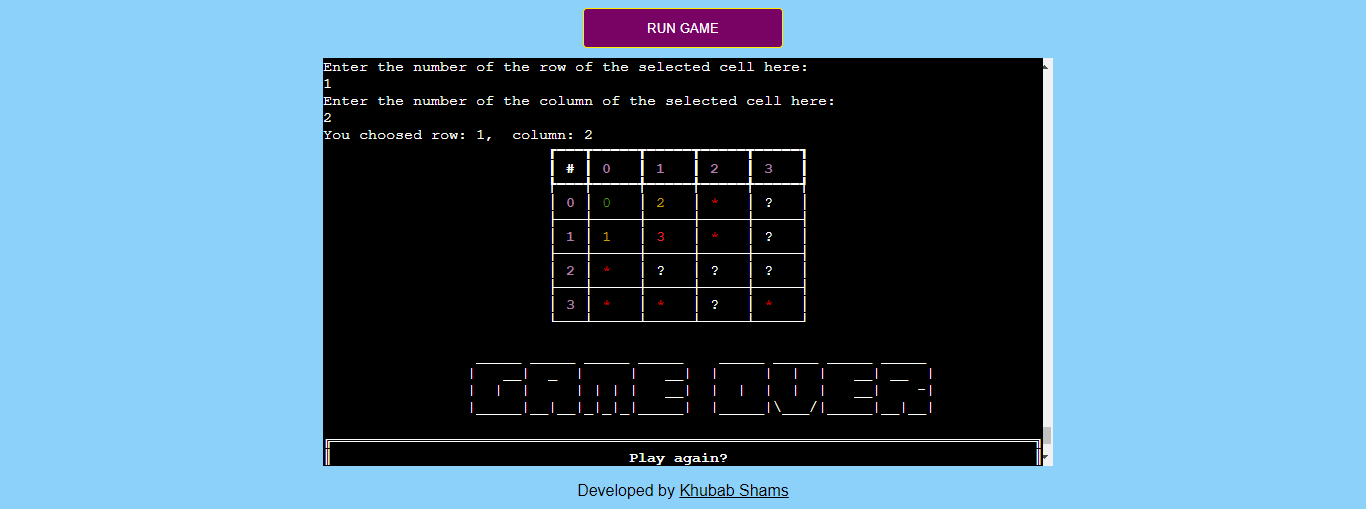 RUN GAME
Enter the number of the row of the selected cell here:
1
Enter the number of the column of the selected cell here:
2
You choosed row: 1,  column: 2
# 0 1 2 3
0 0 2 * ?
1 1 3 * ?
2 * ? ? ?
3 * * ? *
GAME OVER
Play again?
Developed by Khubab Shams